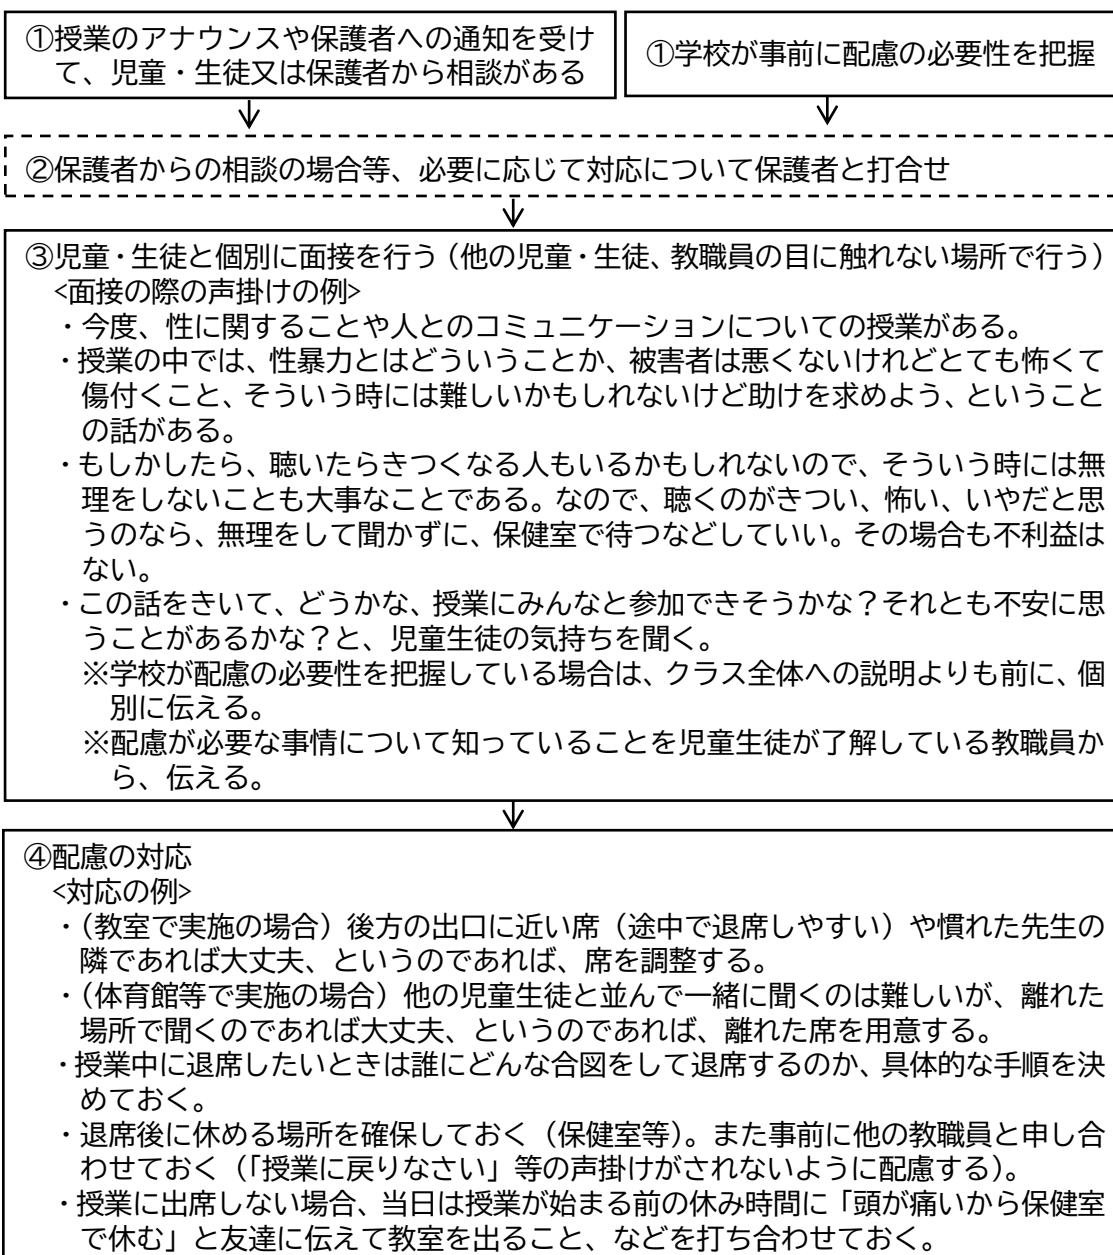 ①授業のアナウンスや保護者への通知を受け
て、児童・生徒又は保護者から相談がある
①学校が事前に配慮の必要性を把握
②保護者からの相談の場合等、必要に応じて対応について保護者と打合せ
③児童・生徒と個別に面接を行う（他の児童・生徒、教職員の目に触れない場所で行う）
<面接の際の声掛けの例>
・今度、性に関することや人とのコミュニケーションについての授業がある。
・授業の中では、性暴力とはどういうことか、被害者は悪くないけれどとても怖くて
傷付くこと、そういう時には難しいかもしれないけど助けを求めよう、ということ
の話がある。
・もしかしたら、聴いたらきつくなる人もいるかもしれないので、そういう時には無
理をしないことも大事なことである。なので、聴くのがきつい、怖い、いやだと思
うのなら、無理をして聞かずに、保健室で待つなどしていい。その場合も不利益は
ない。
・この話をきいて、どうかな、授業にみんなと参加できそうかな？それとも不安に思
うことがあるかな？と、児童生徒の気持ちを聞く。
※学校が配慮の必要性を把握している場合は、クラス全体への説明よりも前に、個
別に伝える。
※配慮が必要な事情について知っていることを児童生徒が了解している教職員か
ら、伝える。
④配慮の対応
<対応の例>
・（教室で実施の場合）後方の出口に近い席（途中で退席しやすい）や慣れた先生の
隣であれば大丈夫、というのであれば、席を調整する。
・（体育館等で実施の場合）他の児童生徒と並んで一緒に聞くのは難しいが、離れた
場所で聞くのであれば大丈夫、というのであれば、離れた席を用意する。
・授業中に退席したいときは誰にどんな合図をして退席するのか、具体的な手順を決
めておく。
・退席後に休める場所を確保しておく（保健室等）。また事前に他の教職員と申し合
わせておく（「授業に戻りなさい」等の声掛けがされないように配慮する）。
・授業に出席しない場合、当日は授業が始まる前の休み時間に「頭が痛いから保健室
で休む」と友達に伝えて教室を出ること、などを打ち合わせておく。